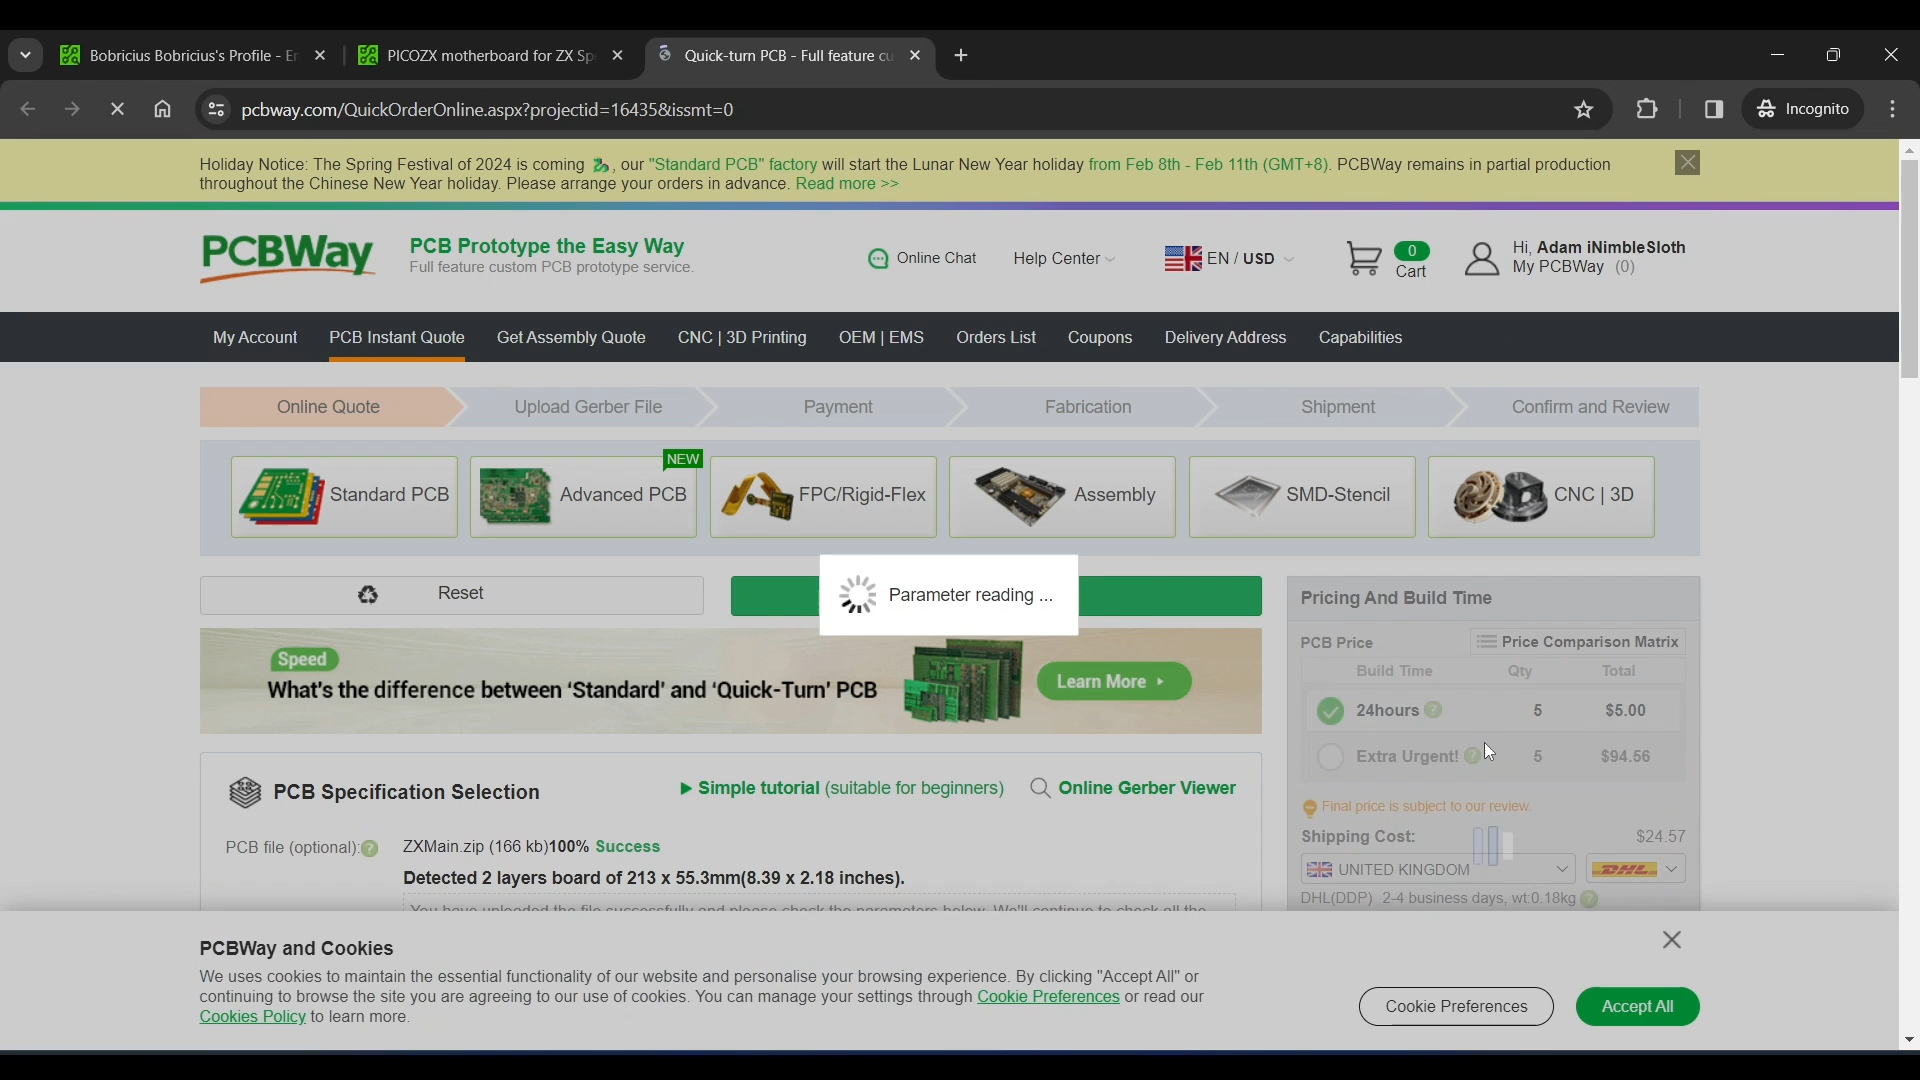 Bobricius Bobricius's Profile - En
PICOZX motherboard for ZX Sp
Quick-turn PCB - Full feature cu
pcbway.com/QuickOrderOnline.aspx?projectid=16435&issmt=0
Incognito
Holiday Notice: The Spring Festival of 2024 is coming 🐉, our "Standard PCB" factory will start the Lunar New Year holiday from Feb 8th - Feb 11th (GMT+8). PCBWay remains in partial production
throughout the Chinese New Year holiday. Please arrange your orders in advance. Read more >>
PCBWay
PCB Prototype the Easy Way
Full feature custom PCB prototype service.
Online Chat
Help Center
EN / USD
0
Cart
Hi, Adam iNimbleSloth
My PCBWay (0)
My Account
PCB Instant Quote
Get Assembly Quote
CNC | 3D Printing
OEM | EMS
Orders List
Coupons
Delivery Address
Capabilities
Online Quote
Upload Gerber File
Payment
Fabrication
Shipment
Confirm and Review
Standard PCB
NEW
Advanced PCB
FPC/Rigid-Flex
Assembly
SMD-Stencil
CNC | 3D
Reset
Parameter reading ...
Speed
What's the difference between 'Standard' and 'Quick-Turn' PCB
Learn More
Pricing And Build Time
PCB Price
Price Comparison Matrix
Build Time Qty Total
24hours ? 5 $5.00
Extra Urgent! ? 5 $94.56
Final price is subject to our review.
Shipping Cost: $24.57
UNITED KINGDOM
DHL
DHL(DDP) 2-4 business days, wt:0.18kg ?
PCB Specification Selection
Simple tutorial (suitable for beginners)
Online Gerber Viewer
PCB file (optional):?
ZXMain.zip (166 kb)100% Success
Detected 2 layers board of 213 x 55.3mm(8.39 x 2.18 inches).
You have uploaded the file successfully and please check the parameters below. We'll continue to check all the
PCBWay and Cookies
We uses cookies to maintain the essential functionality of our website and personalise your browsing experience. By clicking "Accept All" or
continuing to browse the site you are agreeing to our use of cookies. You can manage your settings through Cookie Preferences or read our
Cookies Policy to learn more.
Cookie Preferences
Accept All